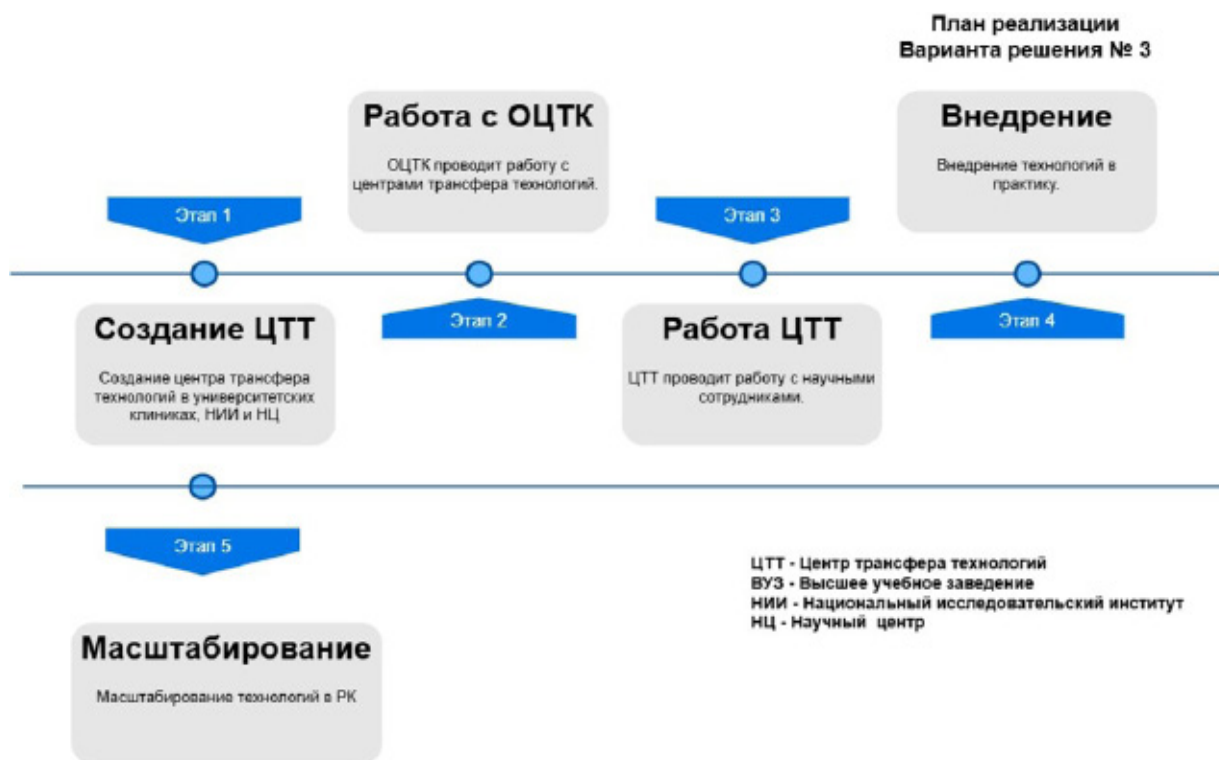 План реализации
Варианта решения № 3
Работа с ОЦТК
ОЦТК проводит работу с
центрами трансфера технологий.
Внедрение
Внедрение технологий в
практику.
Этап 1
Этап 3
Этап 2
Этап 4
Создание ЦТТ
Создание центра трансфера
технологий в университетских
клиниках, НИИ и НЦ
Работа ЦТТ
ЦТТ проводит работу с научными
сотрудниками.
Этап 5
Масштабирование
Масштабирование технологий в РК
ЦТТ - Центр трансфера технологий
ВУЗ - Высшее учебное заведение
НИИ - Национальный исследовательский институт
НЦ - Научный центр